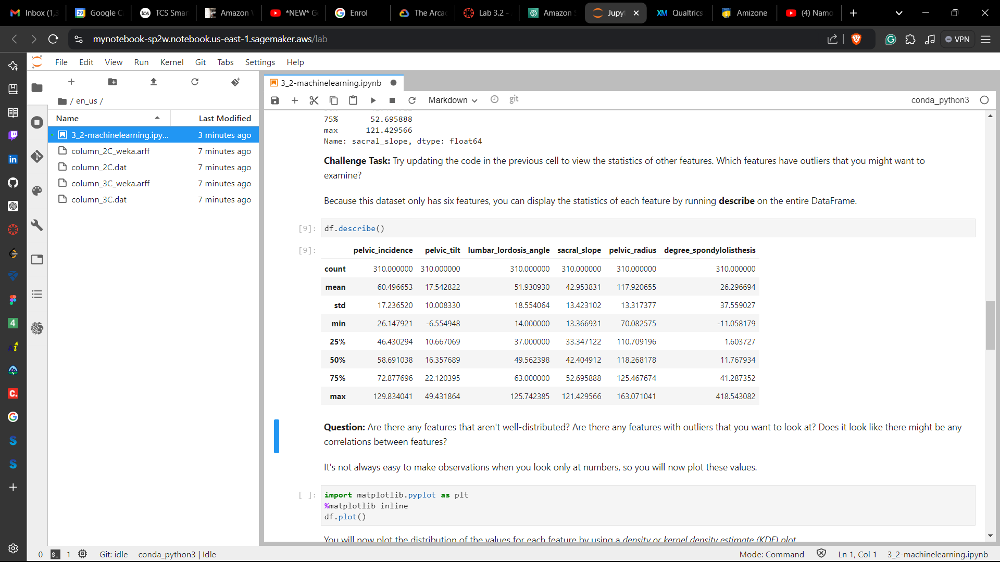 Inbox (1,3
Google C
TCS Smar
Amazon W
*NEW* G
Enrol
The Arca
Lab 3.2 -
Amazon S
Jupyt
Qualtrics
Amizone
(4) Namo
mynotebook-sp2w.notebook.us-east-1.sagemaker.aws/lab
VPN
File Edit View Run Kernel Git Tabs Settings Help
3_2-machinelearning.ipynb
/ en_us /
Markdown
git
conda_python3
Name Last Modified
3_2-machinelearning.ipy... 3 minutes ago
column_2C_weka.arff 7 minutes ago
column_2C.dat 7 minutes ago
column_3C_weka.arff 7 minutes ago
column_3C.dat 7 minutes ago
75% 52.695888
max 121.429566
Name: sacral_slope, dtype: float64
Challenge Task: Try updating the code in the previous cell to view the statistics of other features. Which features have outliers that you might want to
examine?
Because this dataset only has six features, you can display the statistics of each feature by running describe on the entire DataFrame.
[9]: df.describe()
[9]: pelvic_incidence pelvic_tilt lumbar_lordosis_angle sacral_slope pelvic_radius degree_spondylolisthesis
count 310.000000 310.000000 310.000000 310.000000 310.000000 310.000000
mean 60.496653 17.542822 51.930930 42.953831 117.920655 26.296694
std 17.236520 10.008330 18.554064 13.423102 13.317377 37.559027
min 26.147921 -6.554948 14.000000 13.366931 70.082575 -11.058179
25% 46.430294 10.667069 37.000000 33.347122 110.709196 1.603727
50% 58.691038 16.357689 49.562398 42.404912 118.268178 11.767934
75% 72.877696 22.120395 63.000000 52.695888 125.467674 41.287352
max 129.834041 49.431864 125.742385 121.429566 163.071041 418.543082
Question: Are there any features that aren't well-distributed? Are there any features with outliers that you want to look at? Does it look like there might be any
correlations between features?
It's not always easy to make observations when you look only at numbers, so you will now plot these values.
[ ]: import matplotlib.pyplot as plt
%matplotlib inline
df.plot()
You will now plot the distribution of the values for each feature by using a density or kernel density estimate (KDE) plot
0 1 Git: idle conda_python3 | Idle
Mode: Command Ln 1, Col 1 3_2-machinelearning.ipynb